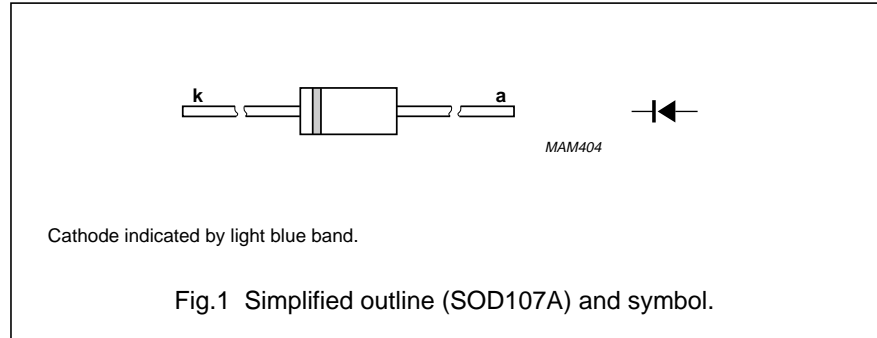 k a
MAM404
Cathode indicated by light blue band.
Fig.1 Simplified outline (SOD107A) and symbol.